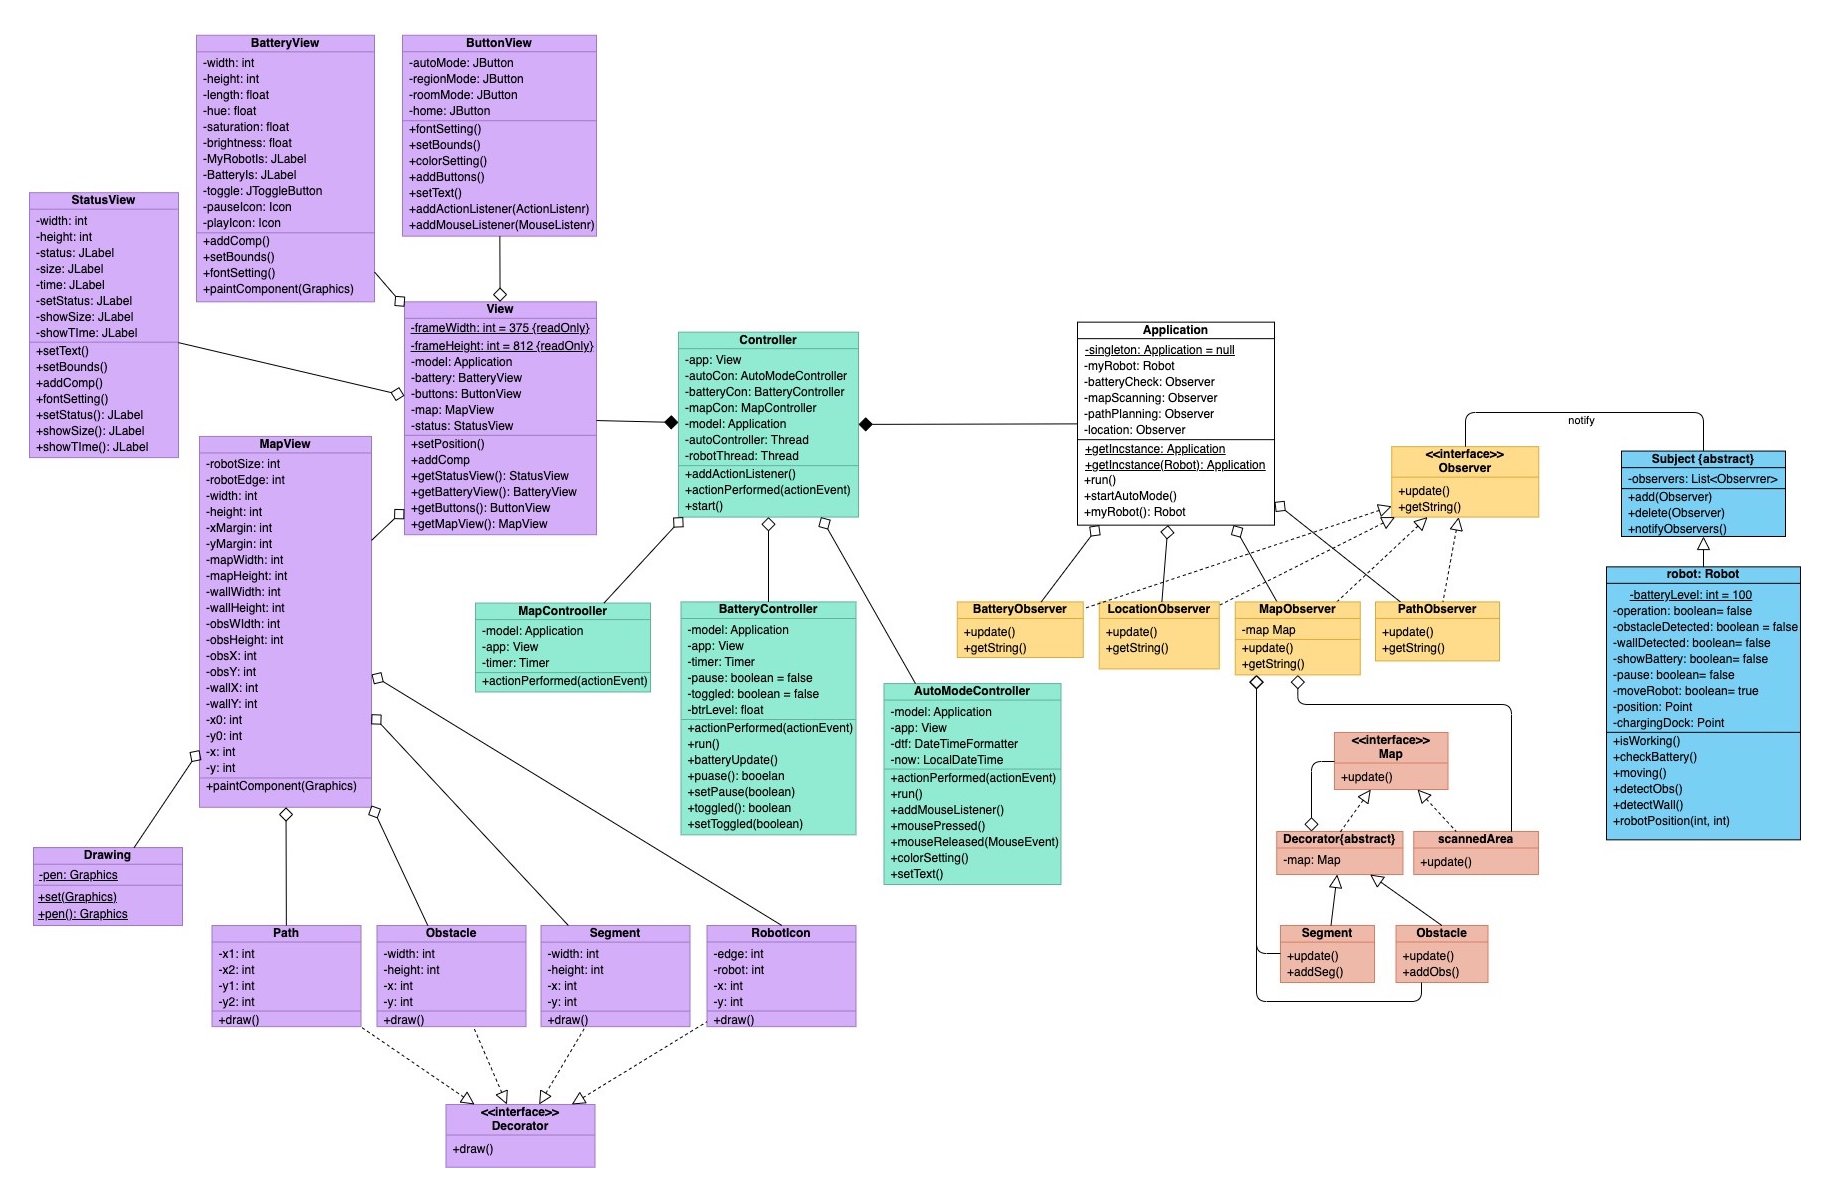 BatteryView
-width: int
-height: int
-length: float
-hue: float
-saturation: float
-brightness: float
-MyRobotIs: JLabel
-BatteryIs: JLabel
-toggle: JToggleButton
-pauseIcon: Icon
-playIcon: Icon
+addComp()
+setBounds()
+fontSetting()
+paintComponent(Graphics)
ButtonView
-autoMode: JButton
-regionMode: JButton
-roomMode: JButton
-home: JButton
+fontSetting()
+setBounds()
+colorSetting()
+addButtons()
+setText()
+addActionListener(ActionListenr)
+addMouseListener(MouseListenr)
StatusView
-width: int
-height: int
-status: JLabel
-size: JLabel
-time: JLabel
-setStatus: JLabel
-showSize: JLabel
-showTIme: JLabel
+setText()
+setBounds()
+addComp()
+fontSetting()
+setStatus(): JLabel
+showSize(): JLabel
+showTIme(): JLabel
View
-frameWidth: int = 375 {readOnly}
-frameHeight: int = 812 {readOnly}
-model: Application
-battery: BatteryView
-buttons: ButtonView
-map: MapView
-status: StatusView
+setPosition()
+addComp
+getStatusView(): StatusView
+getBatteryView(): BatteryView
+getButtons(): ButtonView
+getMapView(): MapView
Controller
-app: View
-autoCon: AutoModeController
-batteryCon: BatteryController
-mapCon: MapController
-model: Application
-autoController: Thread
-robotThread: Thread
+addActionListener()
+actionPerformed(actionEvent)
+start()
Application
-singleton: Application = null
-myRobot: Robot
-batteryCheck: Observer
-mapScanning: Observer
-pathPlanning: Observer
-location: Observer
+getIncstance: Application
+getIncstance(Robot): Application
+run()
+startAutoMode()
+myRobot(): Robot
notify
<<interface>>
Observer
+update()
+getString()
Subject {abstract}
-observers: List<Observrer>
+add(Observer)
+delete(Observer)
+notifyObservers()
robot: Robot
-batteryLevel: int = 100
-operation: boolean= false
-obstacleDetected: boolean = false
-wallDetected: boolean= false
-showBattery: boolean= false
-pause: boolean= false
-moveRobot: boolean= true
-position: Point
-chargingDock: Point
+isWorking()
+checkBattery()
+moving()
+detectObs()
+detectWall()
+robotPosition(int, int)
MapView
-robotSize: int
-robotEdge: int
-width: int
-height: int
-xMargin: int
-yMargin: int
-mapWidth: int
-mapHeight: int
-wallWidth: int
-wallHeight: int
-obsWIdth: int
-obsHeight: int
-obsX: int
-obsY: int
-wallX: int
-wallY: int
-x0: int
-y0: int
-x: int
-y: int
+paintComponent(Graphics)
MapControoller
-model: Application
-app: View
-timer: Timer
+actionPerformed(actionEvent)
BatteryController
-model: Application
-app: View
-timer: Timer
-pause: boolean = false
-toggled: boolean = false
-btrLevel: float
+actionPerformed(actionEvent)
+run()
+batteryUpdate()
+puase(): booelan
+setPause(boolean)
+toggled(): boolean
+setToggled(boolean)
AutoModeController
-model: Application
-app: View
-dtf: DateTimeFormatter
-now: LocalDateTime
+actionPerformed(actionEvent)
+run()
+addMouseListener()
+mousePressed()
+mouseReleased(MouseEvent)
+colorSetting()
+setText()
BatteryObserver
+update()
+getString()
LocationObserver
+update()
+getString()
MapObserver
-map Map
+update()
+getString()
PathObserver
+update()
+getString()
<<interface>>
Map
+update()
Decorator{abstract}
-map: Map
scannedArea
+update()
Segment
+update()
+addSeg()
Obstacle
+update()
+addObs()
Drawing
-pen: Graphics
+set(Graphics)
+pen(): Graphics
Path
-x1: int
-x2: int
-y1: int
-y2: int
+draw()
Obstacle
-width: int
-height: int
-x: int
-y: int
+draw()
Segment
-width: int
-height: int
-x: int
-y: int
+draw()
RobotIcon
-edge: int
-robot: int
-x: int
-y: int
+draw()
<<interface>>
Decorator
+draw()